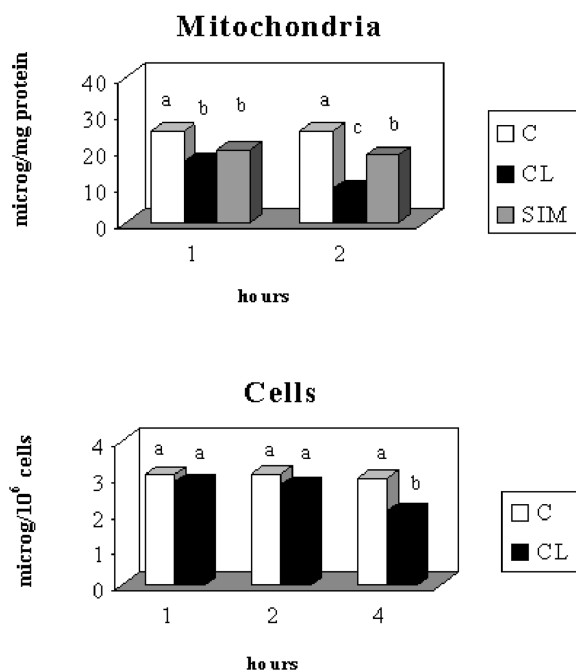 Mitochondria
microg/mg protein
40
30
20
10
0
a b b a c b
1 2
hours
C
CL
SIM
Cells
microg/10⁶ cells
4
3
2
1
0
a a a a a b
1 2 4
hours
C
CL